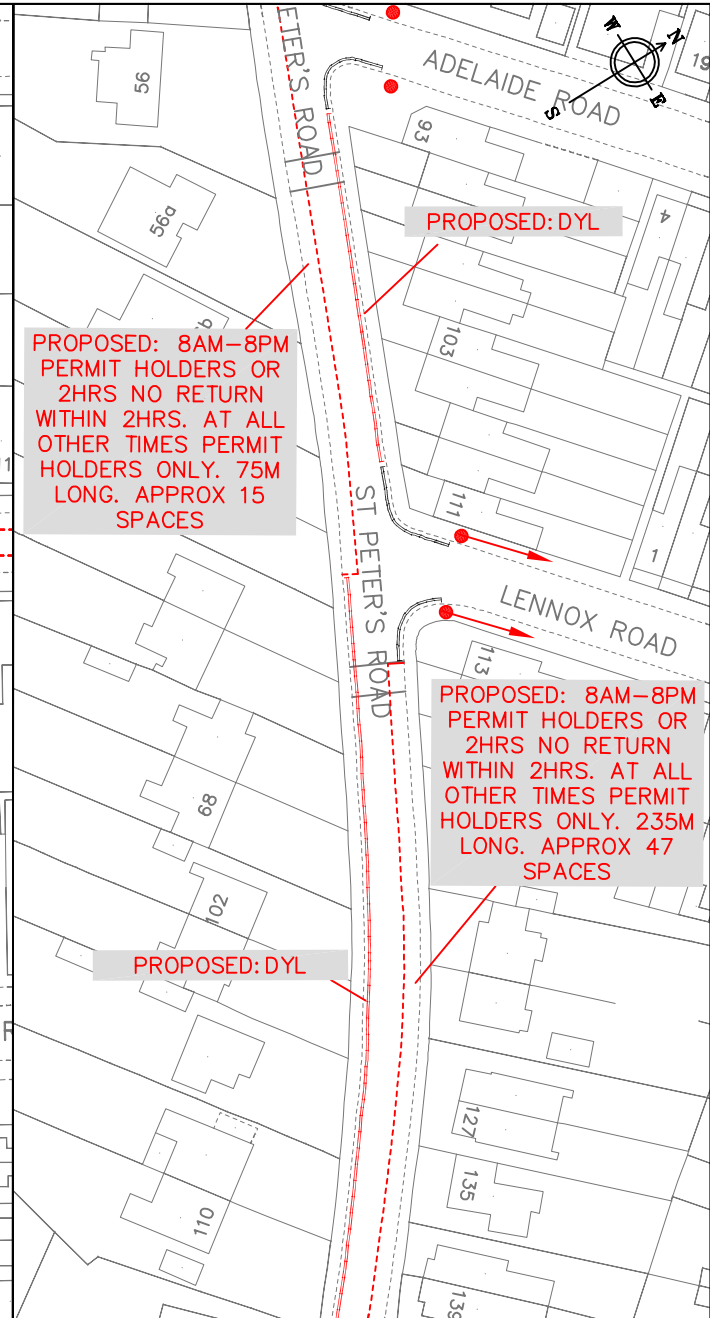 PETER'S ROAD
56
ADELAIDE ROAD
W
N
S
E
19
93
56a
PROPOSED: DYL
4
PROPOSED: 8AM-8PM
PERMIT HOLDERS OR
2HRS NO RETURN
WITHIN 2HRS. AT ALL
OTHER TIMES PERMIT
HOLDERS ONLY. 75M
LONG. APPROX 15
SPACES
103
ST PETER'S ROAD
111
1
LENNOX ROAD
113
PROPOSED: 8AM-8PM
PERMIT HOLDERS OR
2HRS NO RETURN
WITHIN 2HRS. AT ALL
OTHER TIMES PERMIT
HOLDERS ONLY. 235M
LONG. APPROX 47
SPACES
68
102
PROPOSED: DYL
R
127
135
110
139